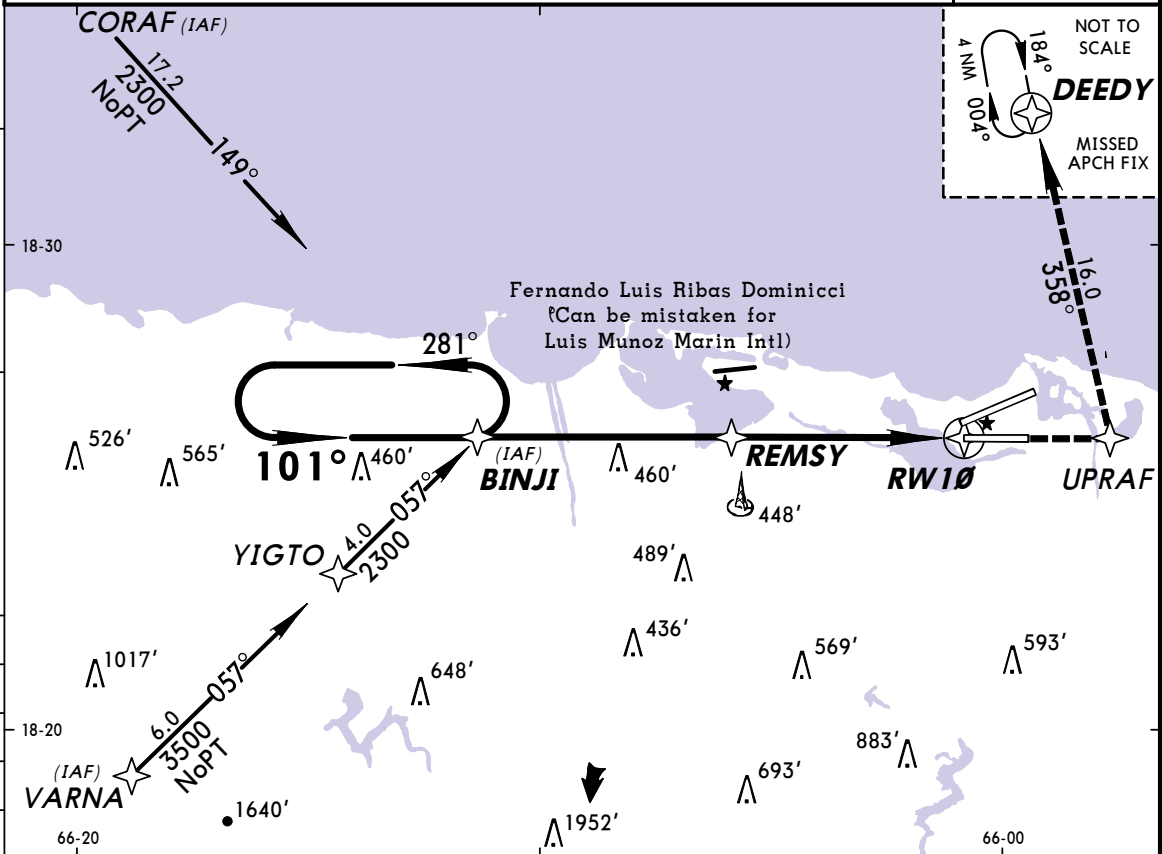 CORAF (IAF)
17.2
2300
NoPT
149°
NOT TO
SCALE
184°
4 NM
004°
DEEDY
MISSED
APCH FIX
18-30
16.0
358°
Fernando Luis Ribas Dominicci
(Can be mistaken for
Luis Munoz Marin Intl)
281°
526'
565'
101°
460'
(IAF)
BINJI
460'
REMSY
RW1Ø
UPRAF
448'
YIGTO
4.0
057°
2300
489'
436'
569'
593'
1017'
648'
057°
6.0
3500
NoPT
18-20
(IAF)
VARNA
883'
693'
1640'
1952'
66-20
66-00